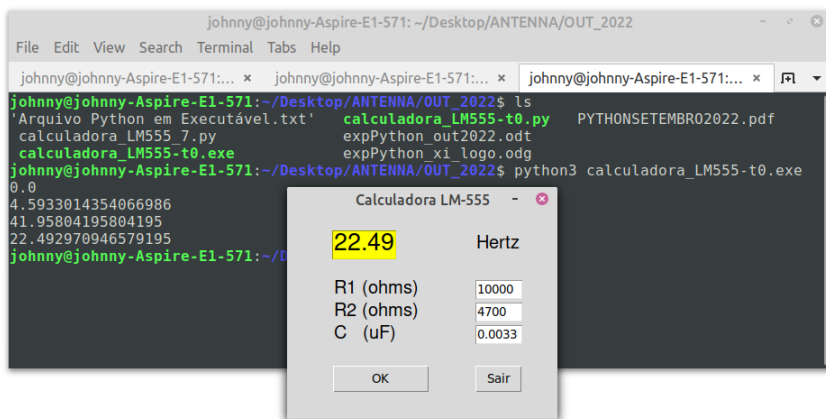 johnny@johnny-Aspire-E1-571: ~/Desktop/ANTENNA/OUT_2022
File Edit View Search Terminal Tabs Help
johnny@johnny-Aspire-E1-571:... × johnny@johnny-Aspire-E1-571:... × johnny@johnny-Aspire-E1-571:... ×
johnny@johnny-Aspire-E1-571:~/Desktop/ANTENNA/OUT_2022$ ls
'Arquivo Python em Executável.txt' calculadora_LM555-t0.py PYTHONSETEMBRO2022.pdf
calculadora_LM555_7.py expPython_out2022.odt
calculadora_LM555-t0.exe expPython_xi_logo.odg
johnny@johnny-Aspire-E1-571:~/Desktop/ANTENNA/OUT_2022$ python3 calculadora_LM555-t0.exe
0.0
4.5933014354066986
41.95804195804195
22.492970946579195
johnny@johnny-Aspire-E1-571:~/D
Calculadora LM-555
22.49 Hertz
R1 (ohms) 10000
R2 (ohms) 4700
C (uF) 0.0033
OK Sair